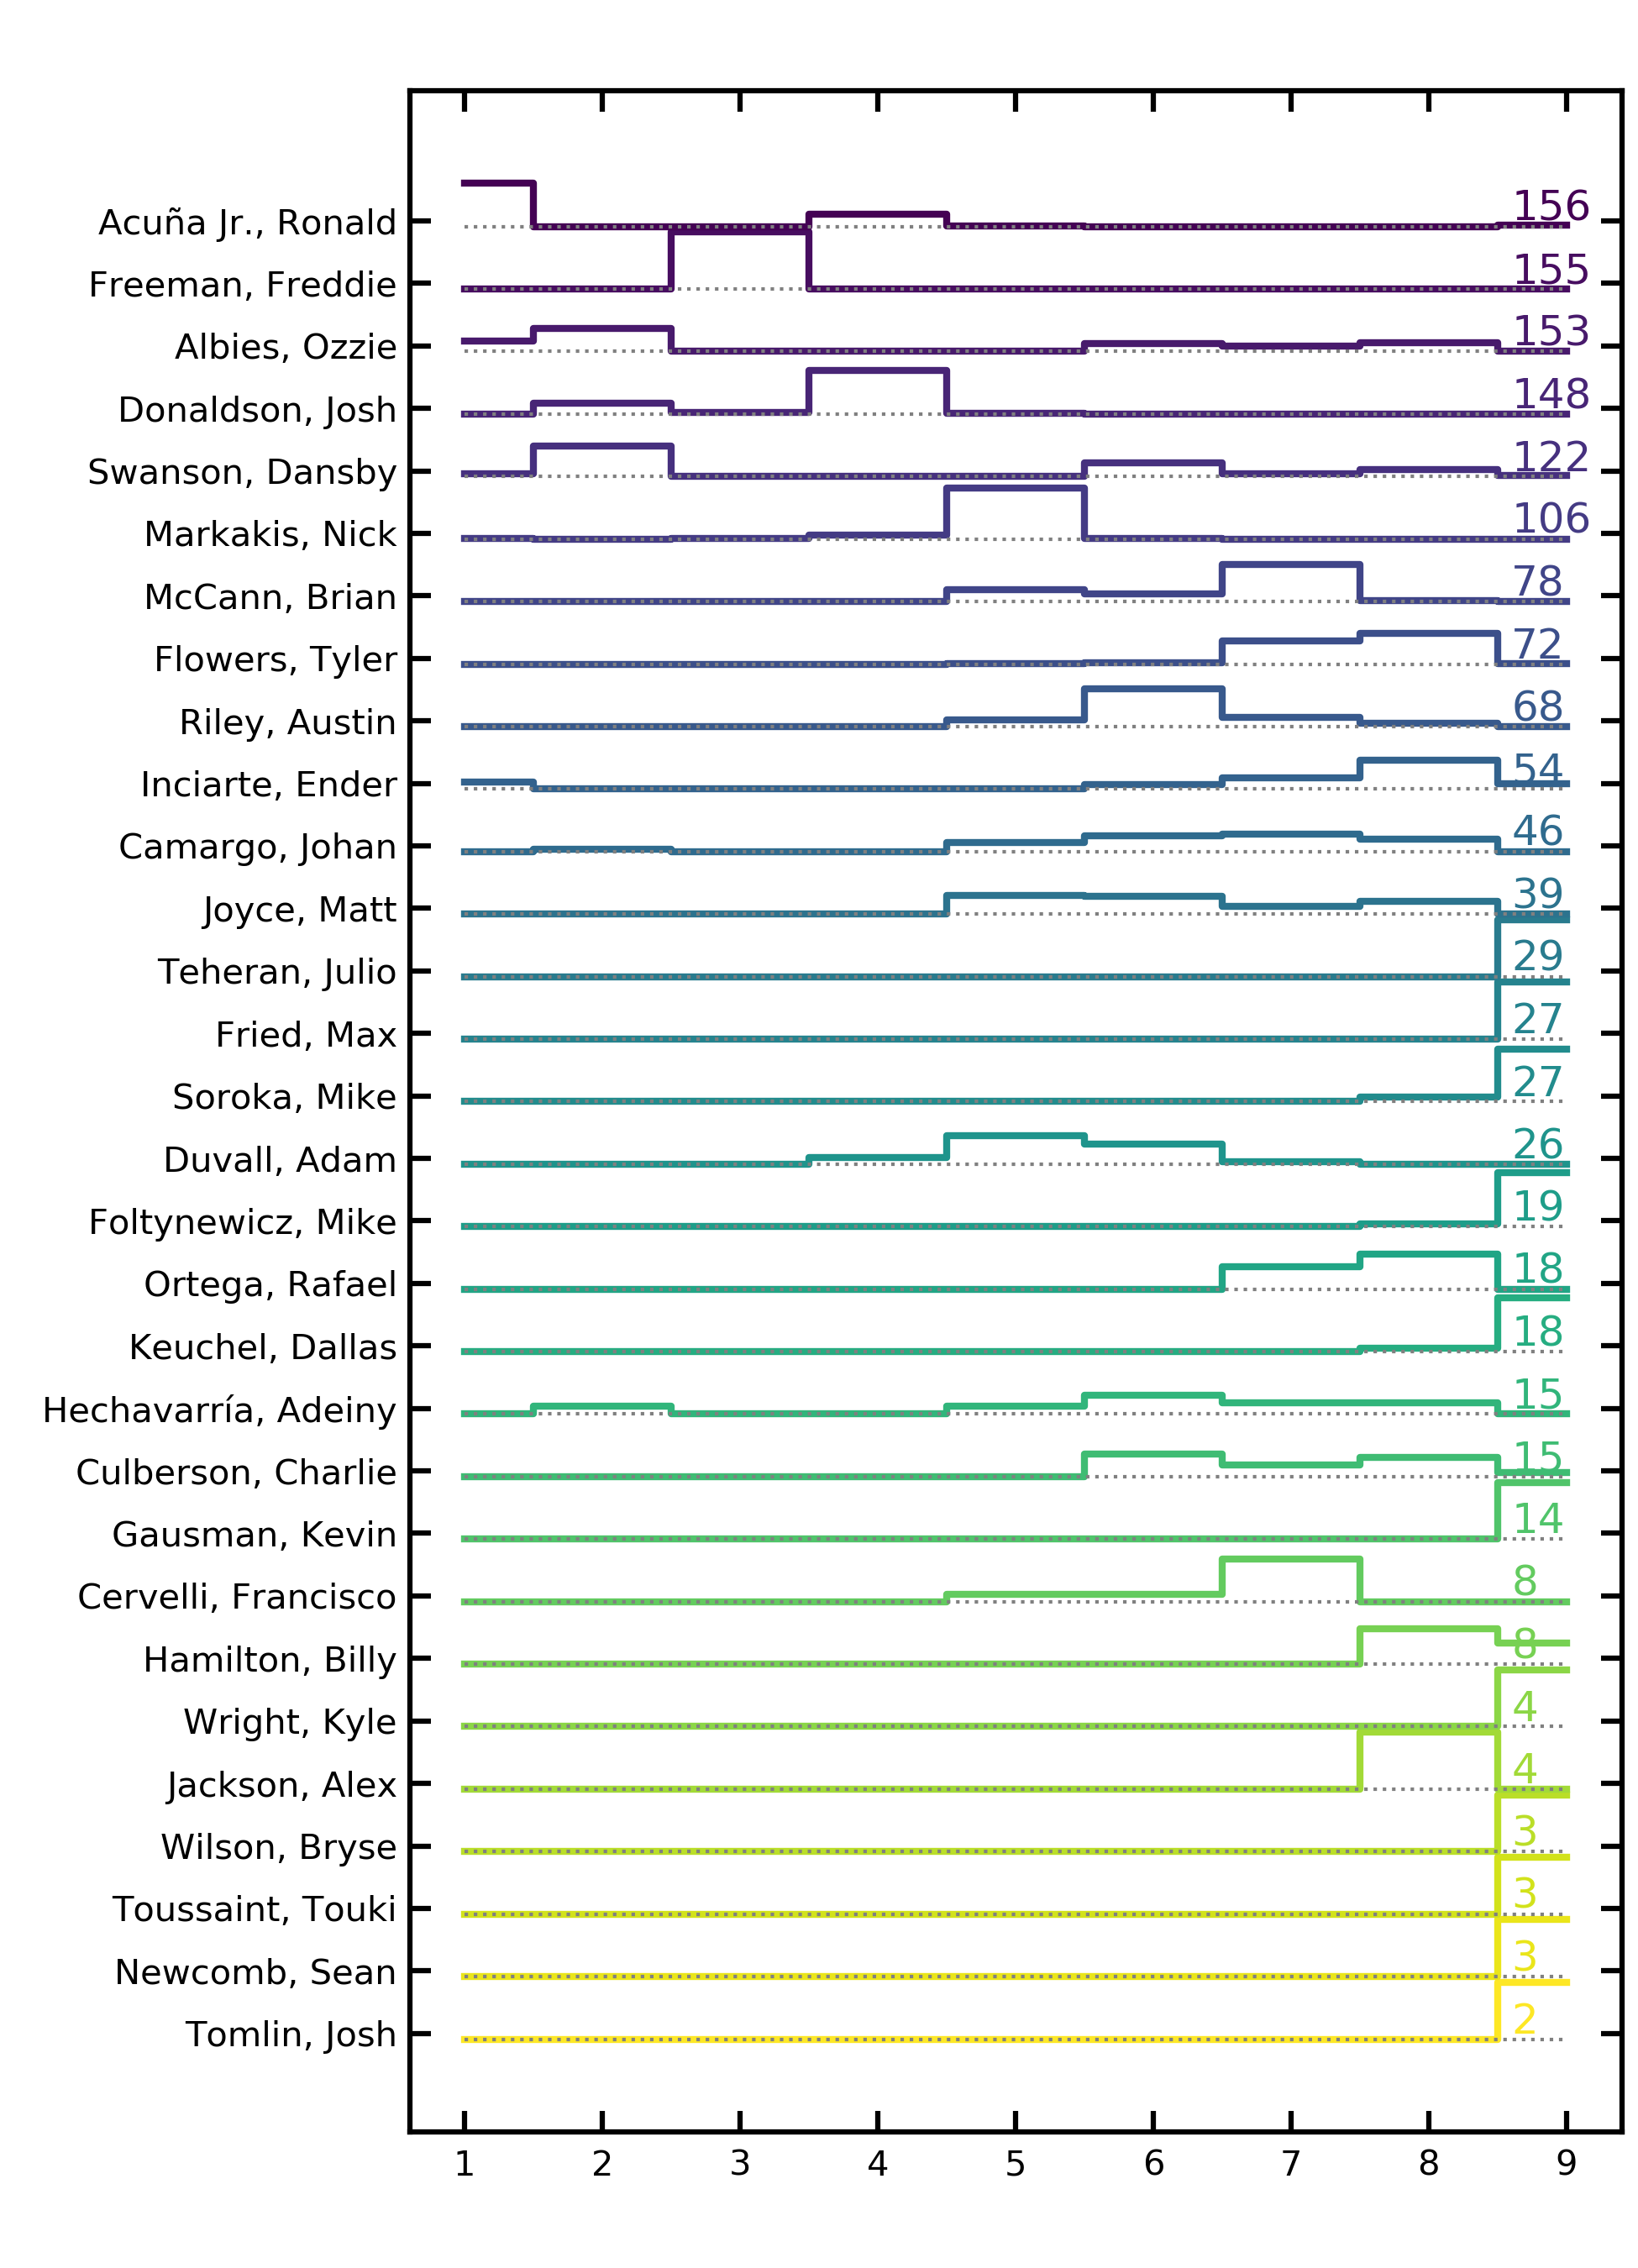 Acuña Jr., Ronald 156
Freeman, Freddie 155
Albies, Ozzie 153
Donaldson, Josh 148
Swanson, Dansby 122
Markakis, Nick 106
McCann, Brian 78
Flowers, Tyler 72
Riley, Austin 68
Inciarte, Ender 54
Camargo, Johan 46
Joyce, Matt 39
Teheran, Julio 29
Fried, Max 27
Soroka, Mike 27
Duvall, Adam 26
Foltynewicz, Mike 19
Ortega, Rafael 18
Keuchel, Dallas 18
Hechavarría, Adeiny 15
Culberson, Charlie 15
Gausman, Kevin 14
Cervelli, Francisco 8
Hamilton, Billy 8
Wright, Kyle 4
Jackson, Alex 4
Wilson, Bryse 3
Toussaint, Touki 3
Newcomb, Sean 3
Tomlin, Josh 2
1 2 3 4 5 6 7 8 9